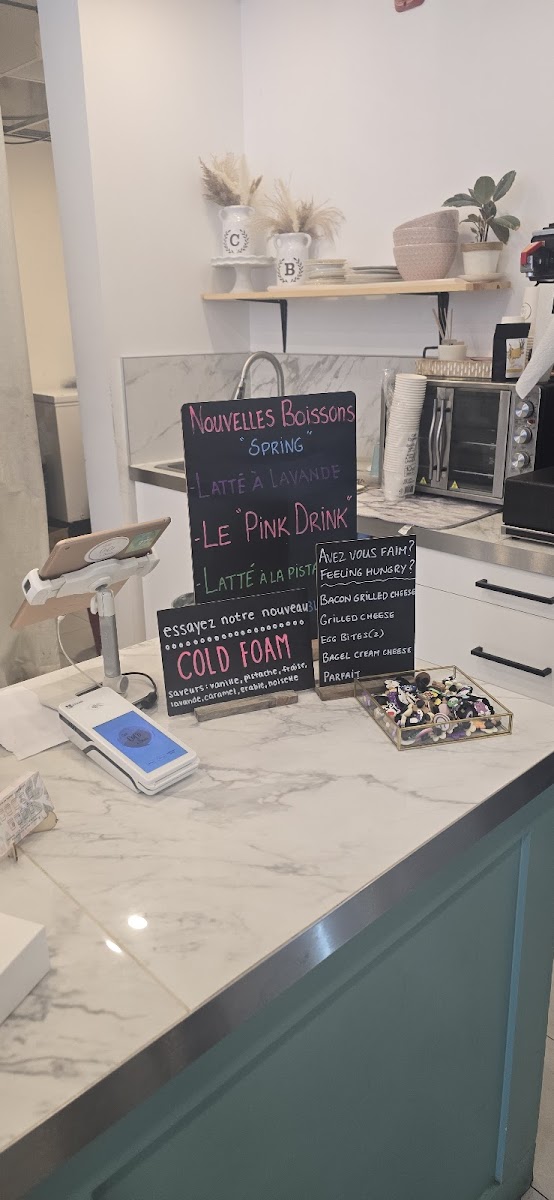 C
B
Nouvelles Boissons
"Spring"
-Latté à Lavande
-Le "Pink Drink"
-Latté à la Pista
Avez vous faim?
Feeling hungry?
Bacon Grilled Cheese
Grilled Cheese
Egg Bites(2)
Bagel Cream Cheese
Parfait
essayez notre nouveau
COLD FOAM
saveurs: vanille, pistache, fraise,
lavande, caramel, erable, noisette